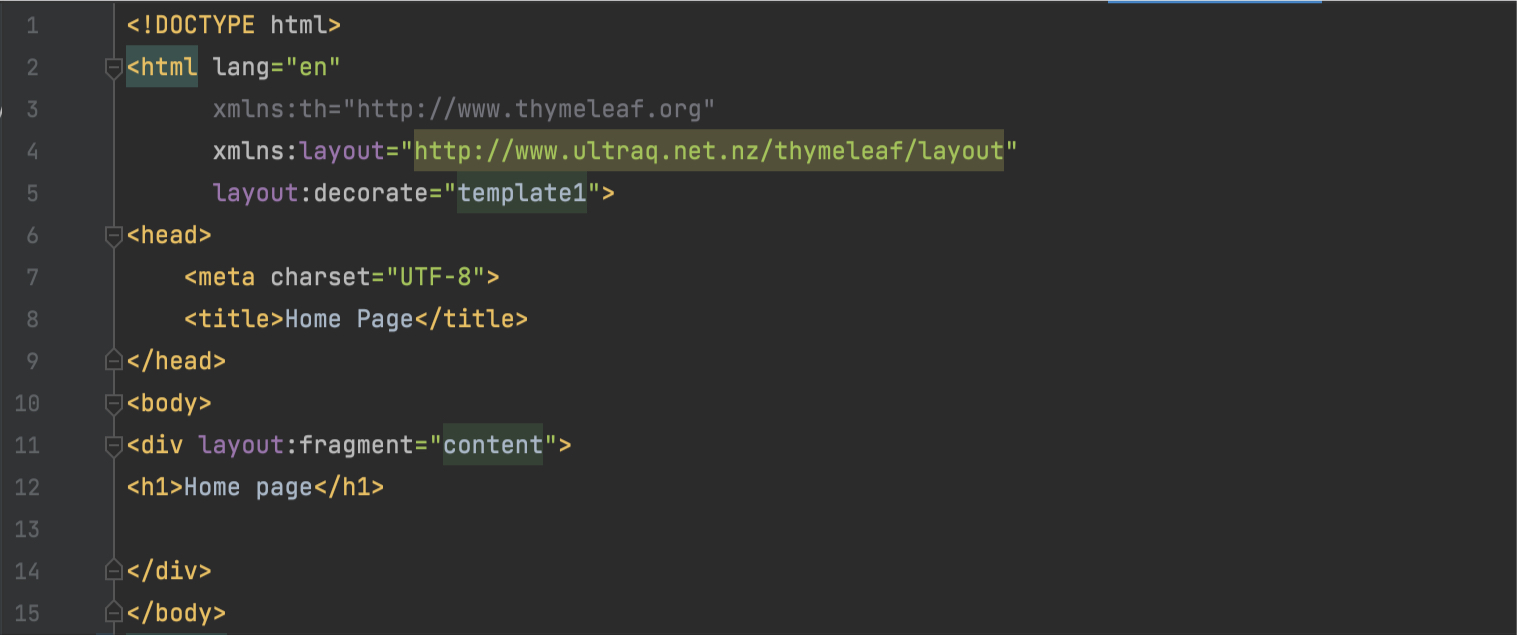 1 <!DOCTYPE html>
2 <html lang="en"
3 xmlns:th="http://www.thymeleaf.org"
4 xmlns:layout="http://www.ultraq.net.nz/thymeleaf/layout"
5 layout:decorate="template1">
6 <head>
7 <meta charset="UTF-8">
8 <title>Home Page</title>
9 </head>
10 <body>
11 <div layout:fragment="content">
12 <h1>Home page</h1>
13
14 </div>
15 </body>